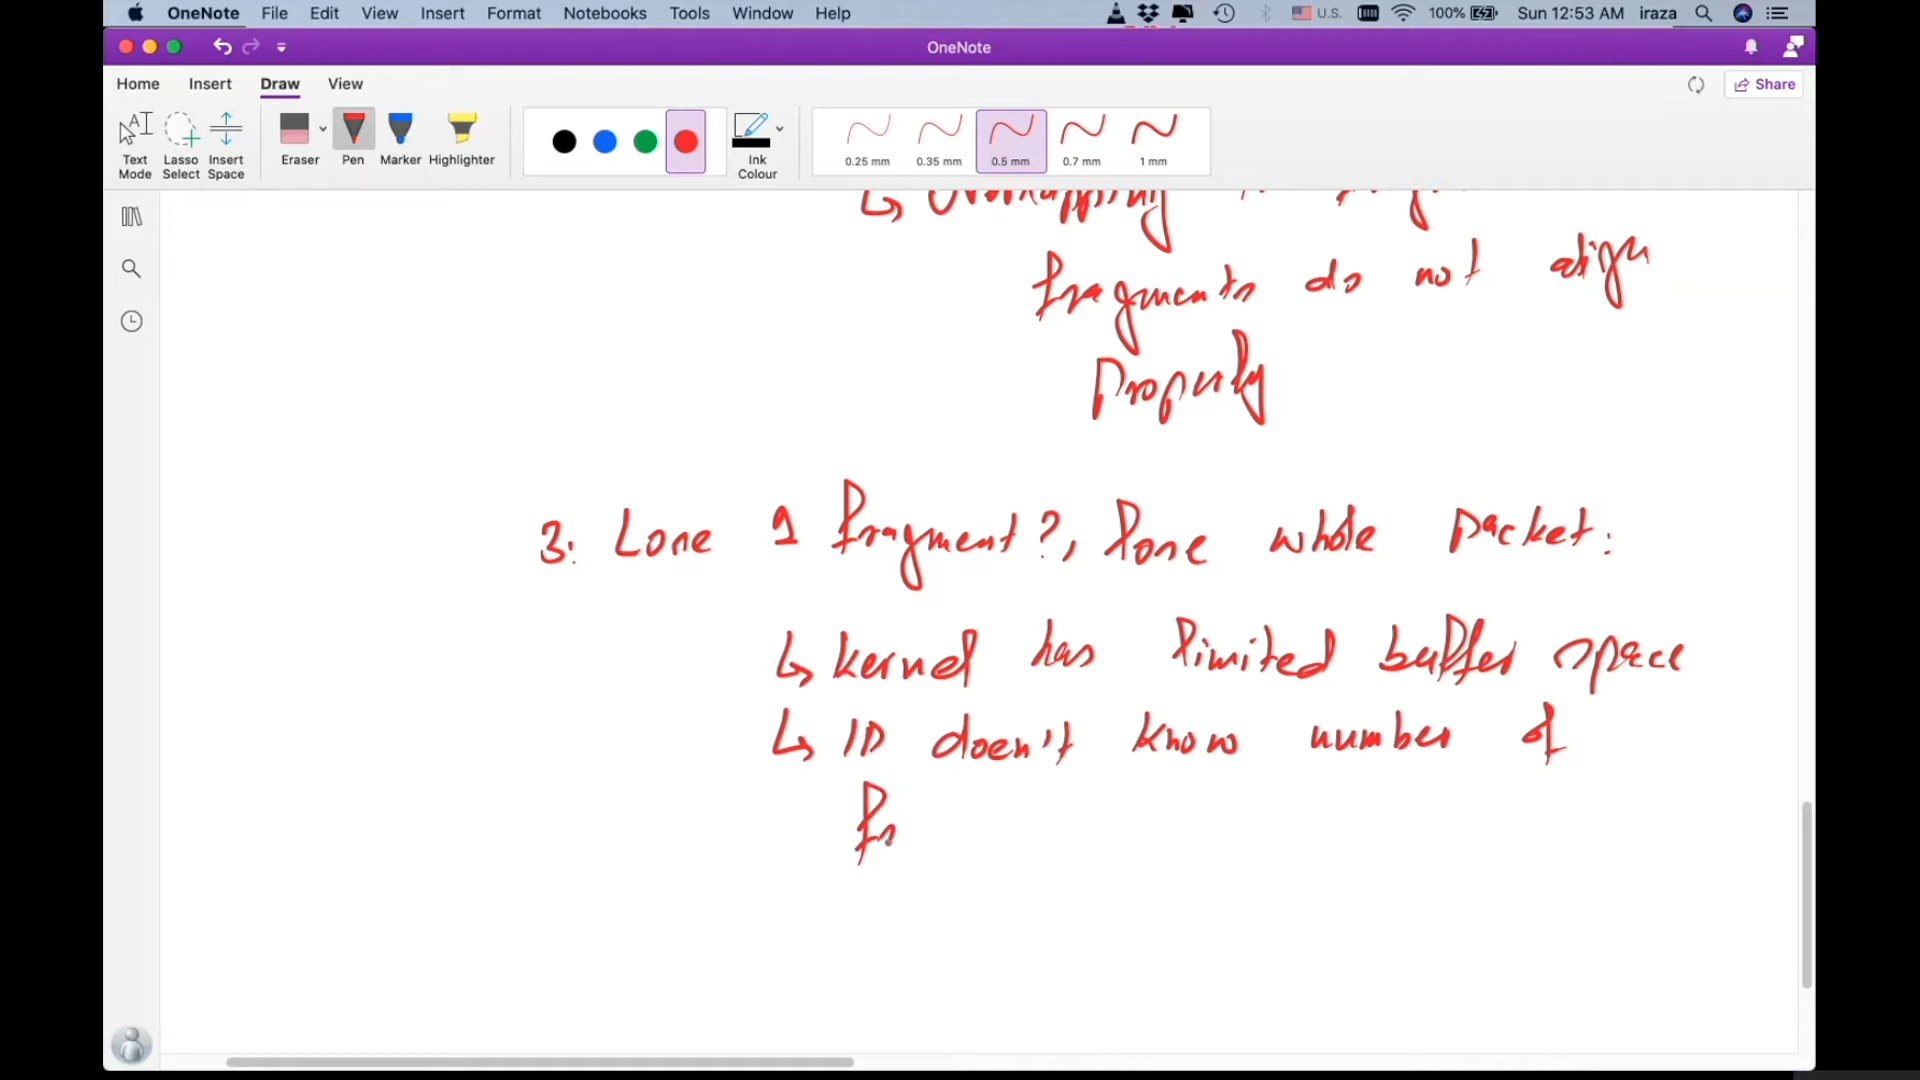 OneNote File Edit View Insert Format Notebooks Tools Window Help U.S. 100% Sun 12:53 AM iraza
OneNote
Home Insert Draw View Share
Text Mode Lasso Select Insert Space Eraser Pen Marker Highlighter Ink Colour 0.25 mm 0.35 mm 0.5 mm 0.7 mm 1 mm
↳ Overlapping
fragments do not align
properly
3: Lose 1 fragment?, lose whole packet:
↳ kernel has limited buffer space
↳ IP doesn't know number of
fr